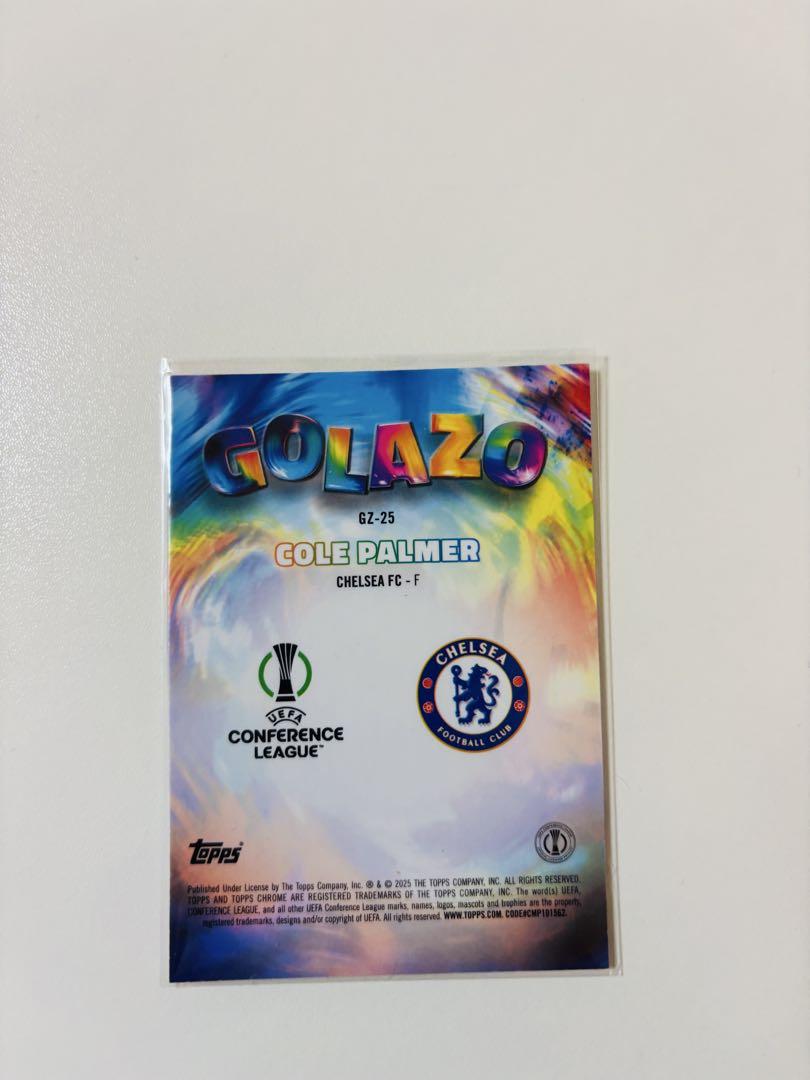 GOLAZO
GZ-25
COLE PALMER
CHELSEA FC - F
CHELSEA
FOOTBALL CLUB
UEFA
CONFERENCE
LEAGUE™
topps®
Published Under License by The Topps Company, Inc. ® & © 2025 THE TOPPS COMPANY, INC. ALL RIGHTS RESERVED.
TOPPS AND TOPPS CHROME ARE REGISTERED TRADEMARKS OF THE TOPPS COMPANY, INC. The word(s) UEFA,
CONFERENCE LEAGUE, and all other UEFA Conference League marks, names, logos, mascots and trophies are the property,
registered trademarks, designs and/or copyright of UEFA. All rights reserved. WWW.TOPPS.COM. CODE#CMP101562.